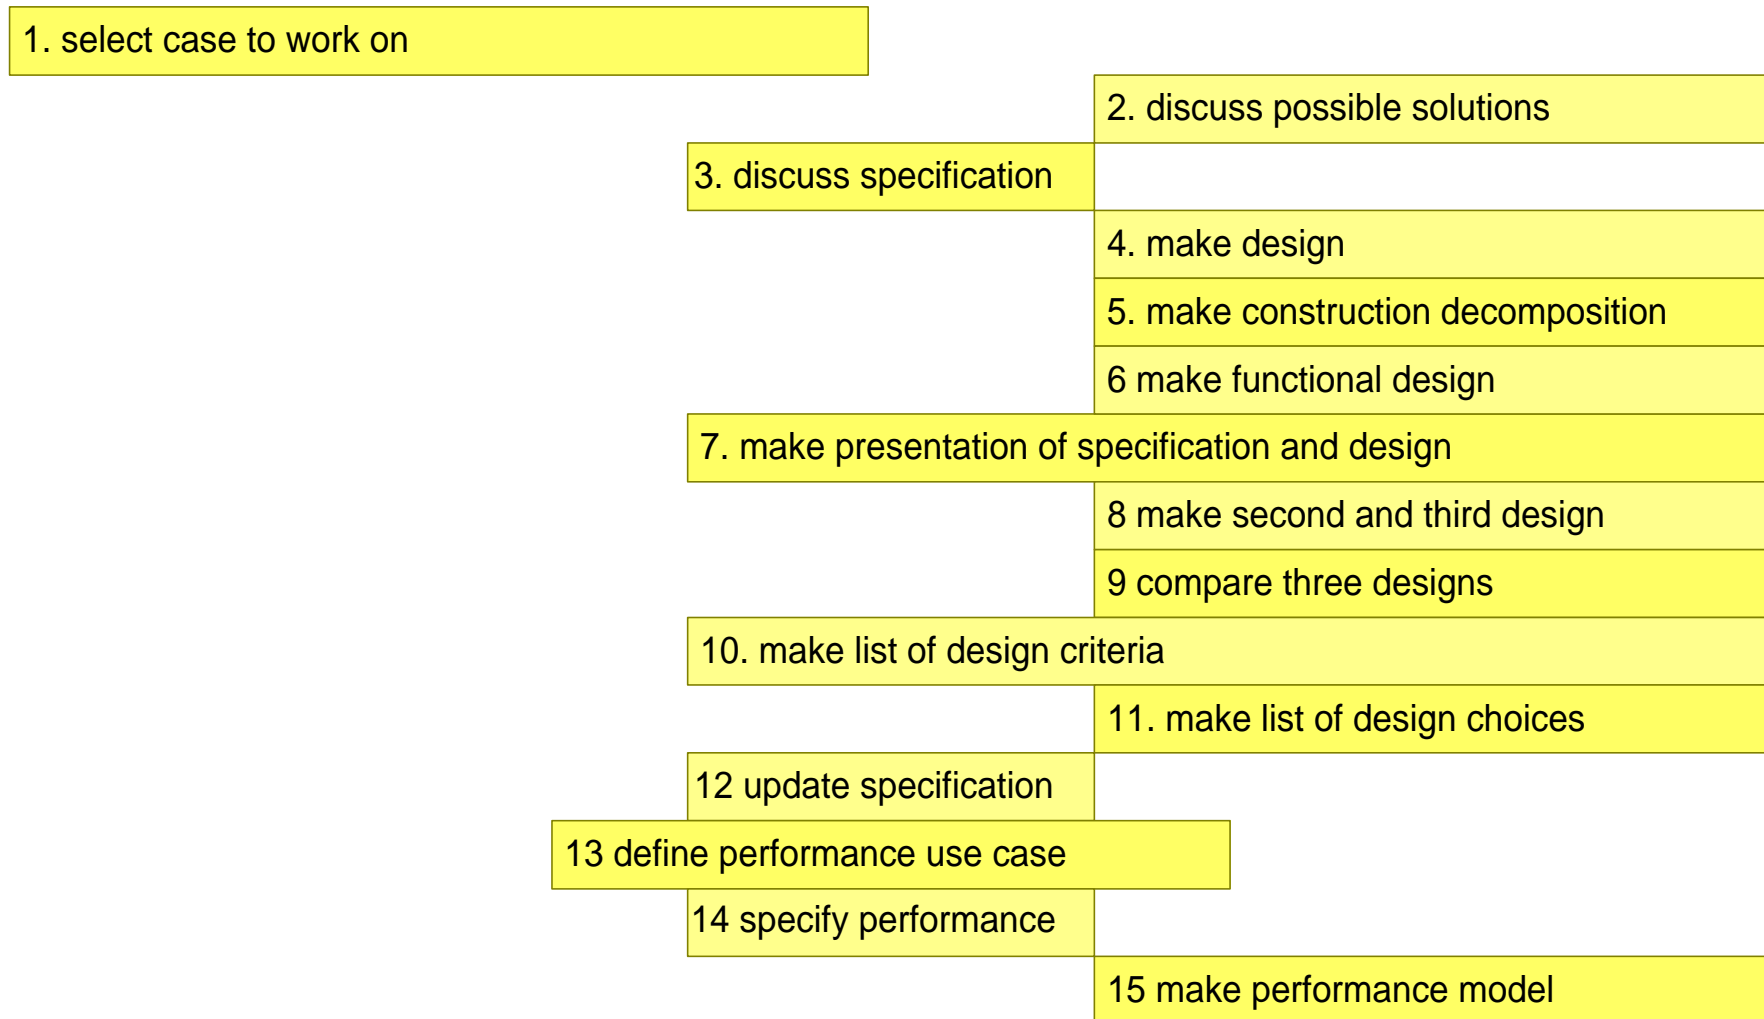 1. select case to work on
2. discuss possible solutions
3. discuss specification
4. make design
5. make construction decomposition
6 make functional design
7. make presentation of specification and design
8 make second and third design
9 compare three designs
10. make list of design criteria
11. make list of design choices
12 update specification
13 define performance use case
14 specify performance
15 make performance model